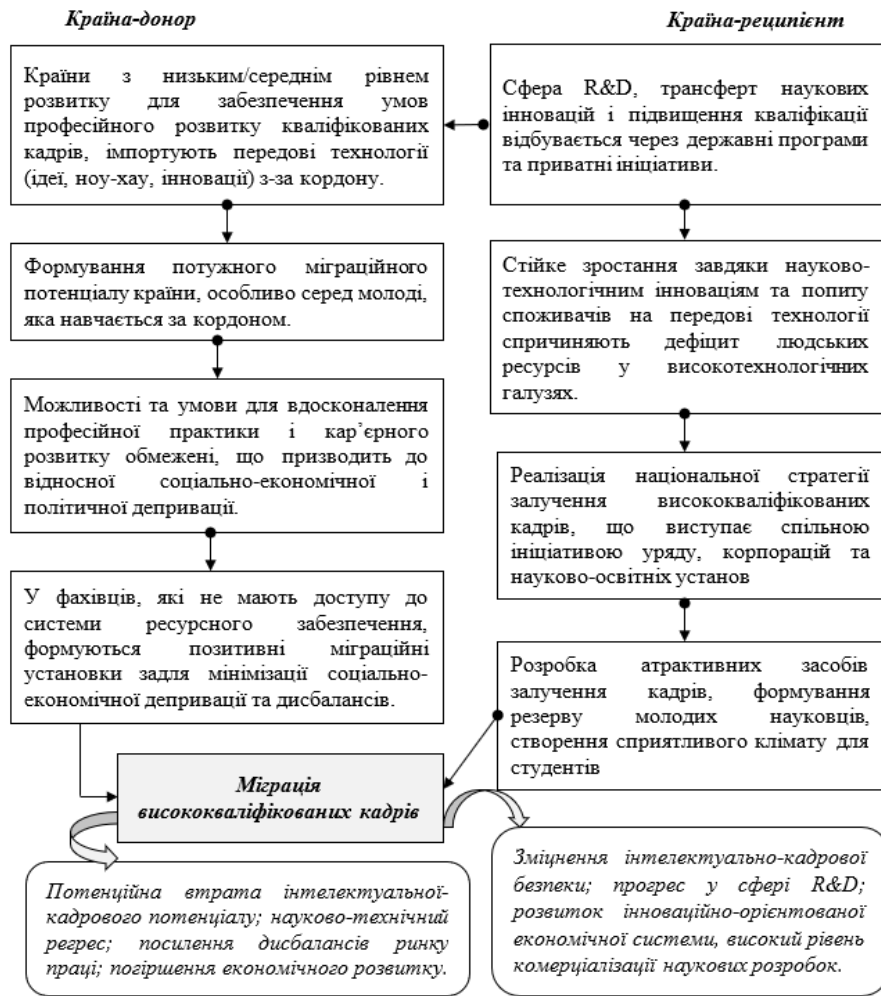 Країна-донор
Країни з низьким/середнім рівнем
розвитку для забезпечення умов
професійного розвитку кваліфікованих
кадрів, імпортують передові технології
(ідеї, ноу-хау, інновації) з-за кордону.
Формування потужного міграційного
потенціалу країни, особливо серед молоді,
яка навчається за кордоном.
Можливості та умови для вдосконалення
професійної практики і кар’єрного
розвитку обмежені, що призводить до
відносної соціально-економічної і
політичної депривації.
У фахівців, які не мають доступу до
системи ресурсного забезпечення,
формуються позитивні міграційні
установки задля мінімізації соціально-
економічної депривації та дисбалансів.
Країна-реципієнт
Сфера R&D, трансферт наукових
інновацій і підвищення кваліфікації
відбувається через державні програми
та приватні ініціативи.
Стійке зростання завдяки науково-
технологічним інноваціям та попиту
споживачів на передові технології
спричиняють дефіцит людських
ресурсів у високотехнологічних
галузях.
Реалізація національної стратегії
залучення висококваліфікованих
кадрів, що виступає спільною
ініціативою уряду, корпорацій та
науково-освітніх установ
Розробка атрактивних засобів
залучення кадрів, формування
резерву молодих науковців,
створення сприятливого клімату для
студентів
Міграція
висококваліфікованих кадрів
Потенційна втрата інтелектуальної-
кадрового потенціалу; науково-технічний
регрес; посилення дисбалансів ринку
праці; погіршення економічного розвитку.
Зміцнення інтелектуально-кадрової
безпеки; прогрес у сфері R&D;
розвиток інноваційно-орієнтованої
економічної системи, високий рівень
комерціалізації наукових розробок.